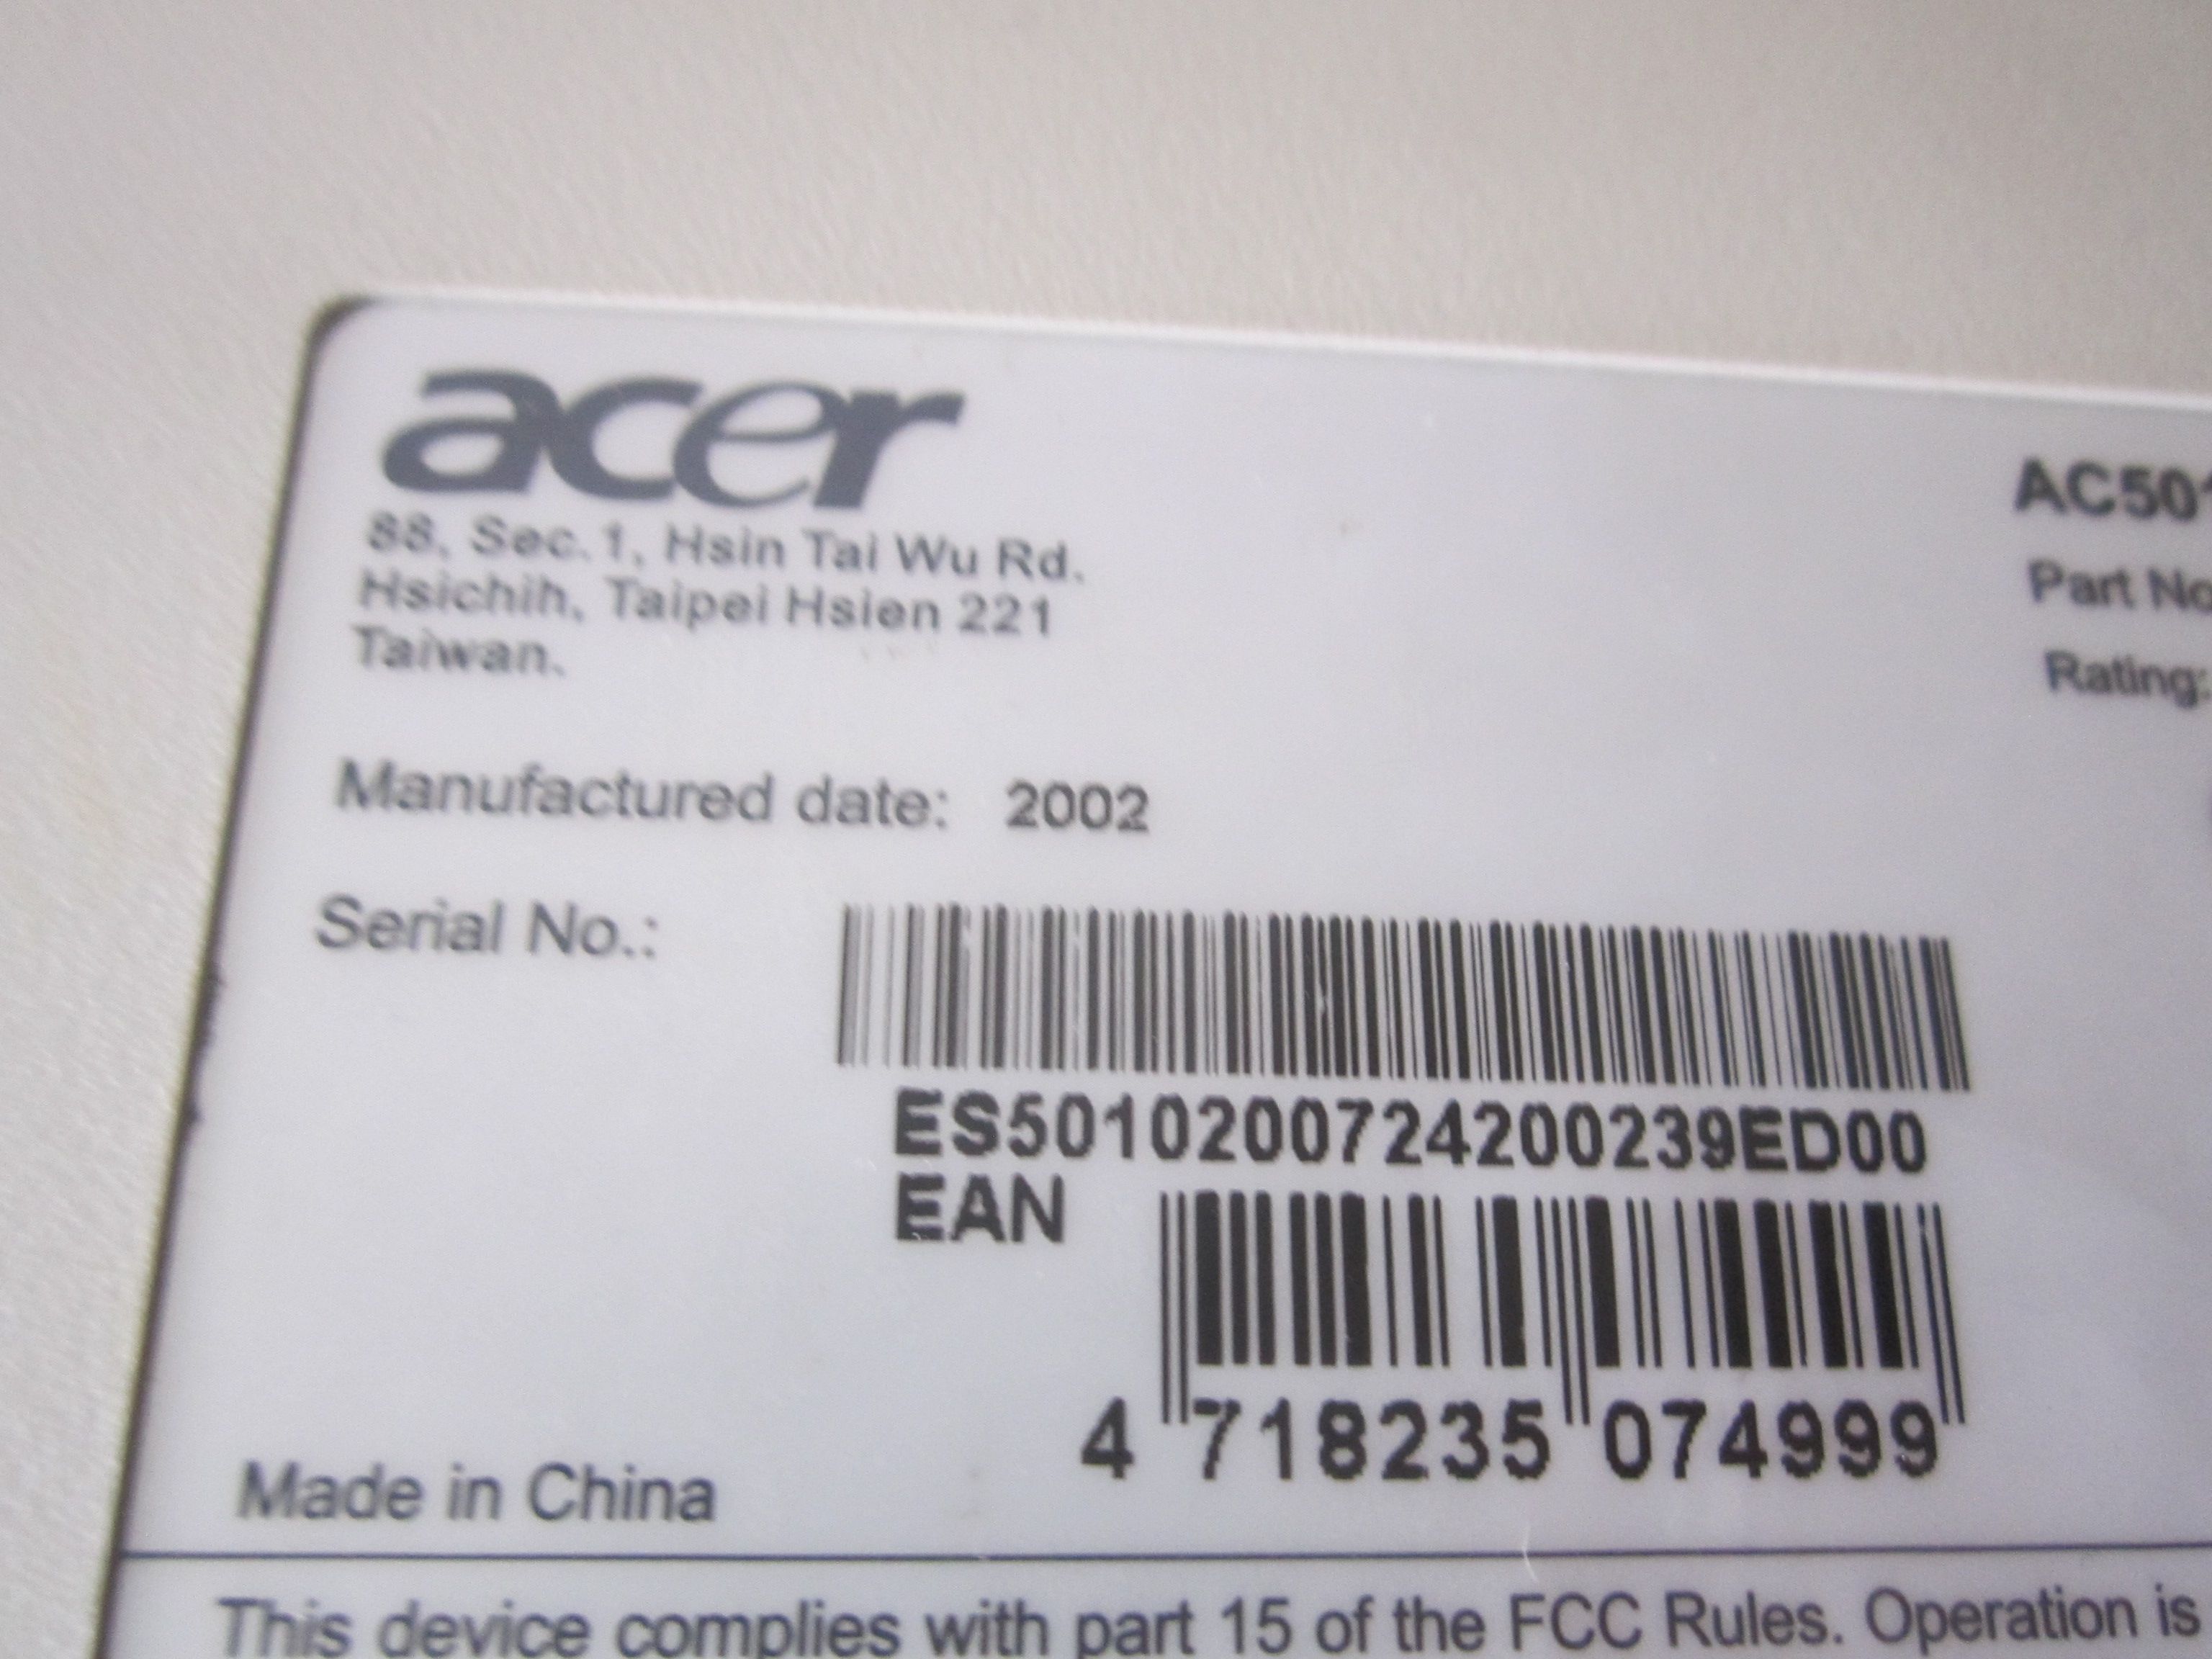 acer
88, Sec. 1, Hsin Tai Wu Rd.
Hsichih, Taipei Hsien 221
Taiwan.
AC501
Part No
Rating:
Manufactured date: 2002
Serial No.:
ES5010200724200239ED00
EAN
4 718235 074999
Made in China
This device complies with part 15 of the FCC Rules. Operation is